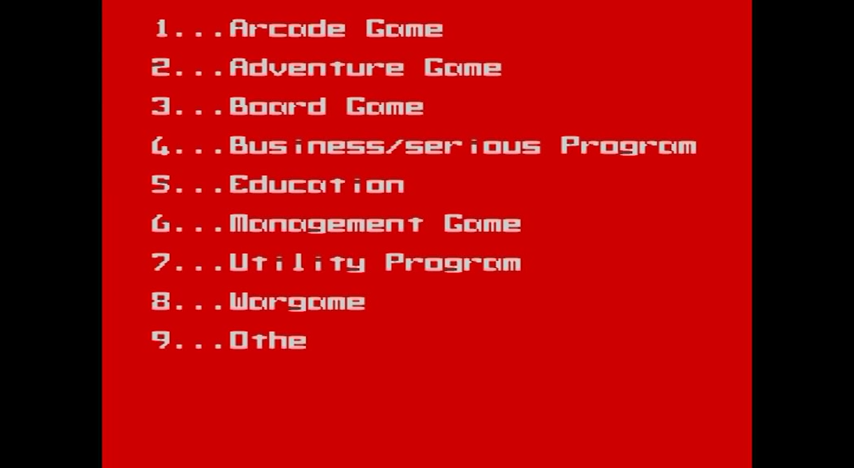 1...Arcade Game
2...Adventure Game
3...Board Game
4...Business/serious Program
5...Education
6...Management Game
7...Utility Program
8...Wargame
9...Othe